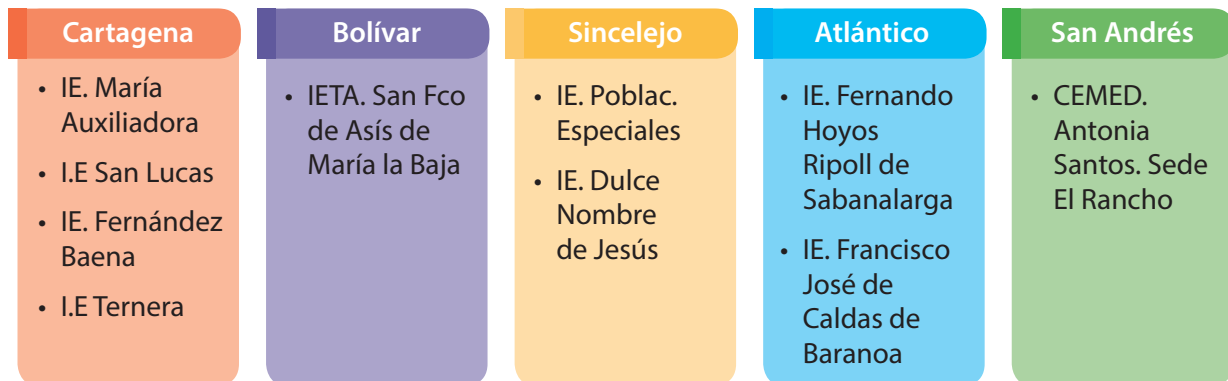 Cartagena
• IE. María
Auxiliadora
• I.E San Lucas
• IE. Fernández
Baena
• I.E Ternera
Bolívar
• IETA. San Fco
de Asís de
María la Baja
Sincelejo
• IE. Poblac.
Especiales
• IE. Dulce
Nombre
de Jesús
Atlántico
• IE. Fernando
Hoyos
Ripoll de
Sabanalarga
• IE. Francisco
José de
Caldas de
Baranoa
San Andrés
• CEMED.
Antonia
Santos. Sede
El Rancho